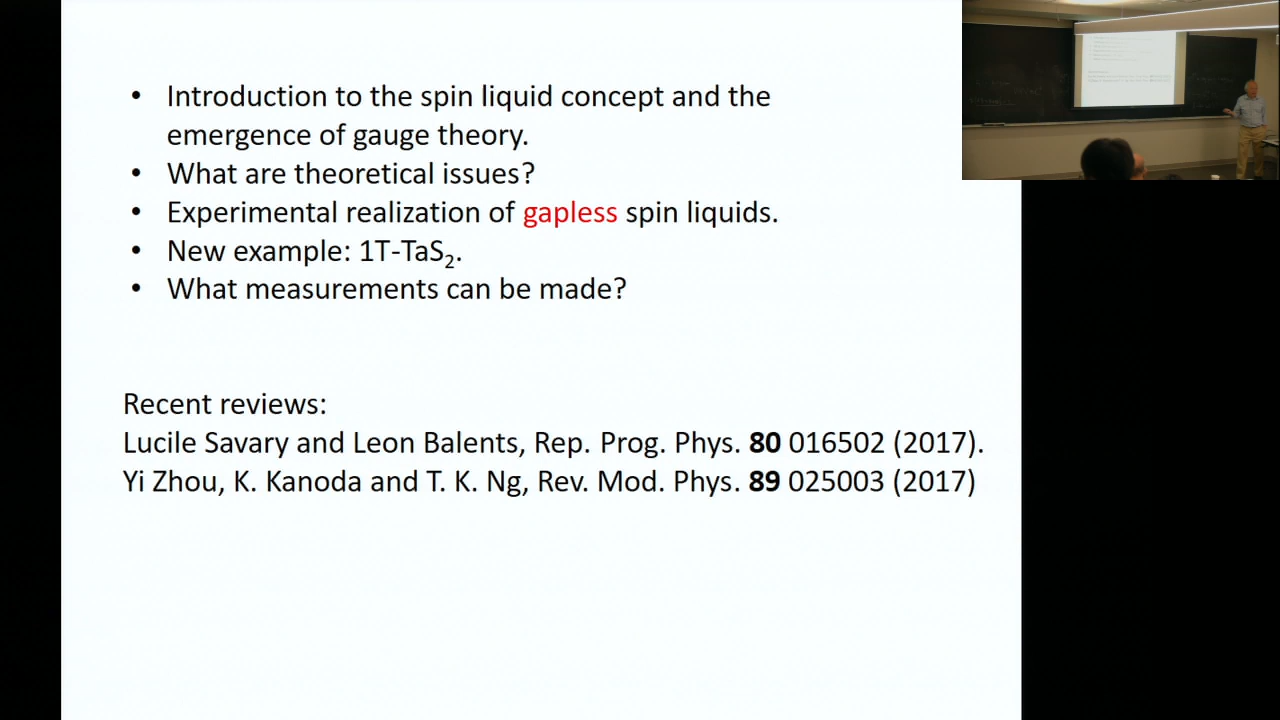 • Introduction to the spin liquid concept and the
emergence of gauge theory.
• What are theoretical issues?
• Experimental realization of gapless spin liquids.
• New example: 1T-TaS₂.
• What measurements can be made?
Recent reviews:
Lucile Savary and Leon Balents, Rep. Prog. Phys. 80 016502 (2017).
Yi Zhou, K. Kanoda and T. K. Ng, Rev. Mod. Phys. 89 025003 (2017)